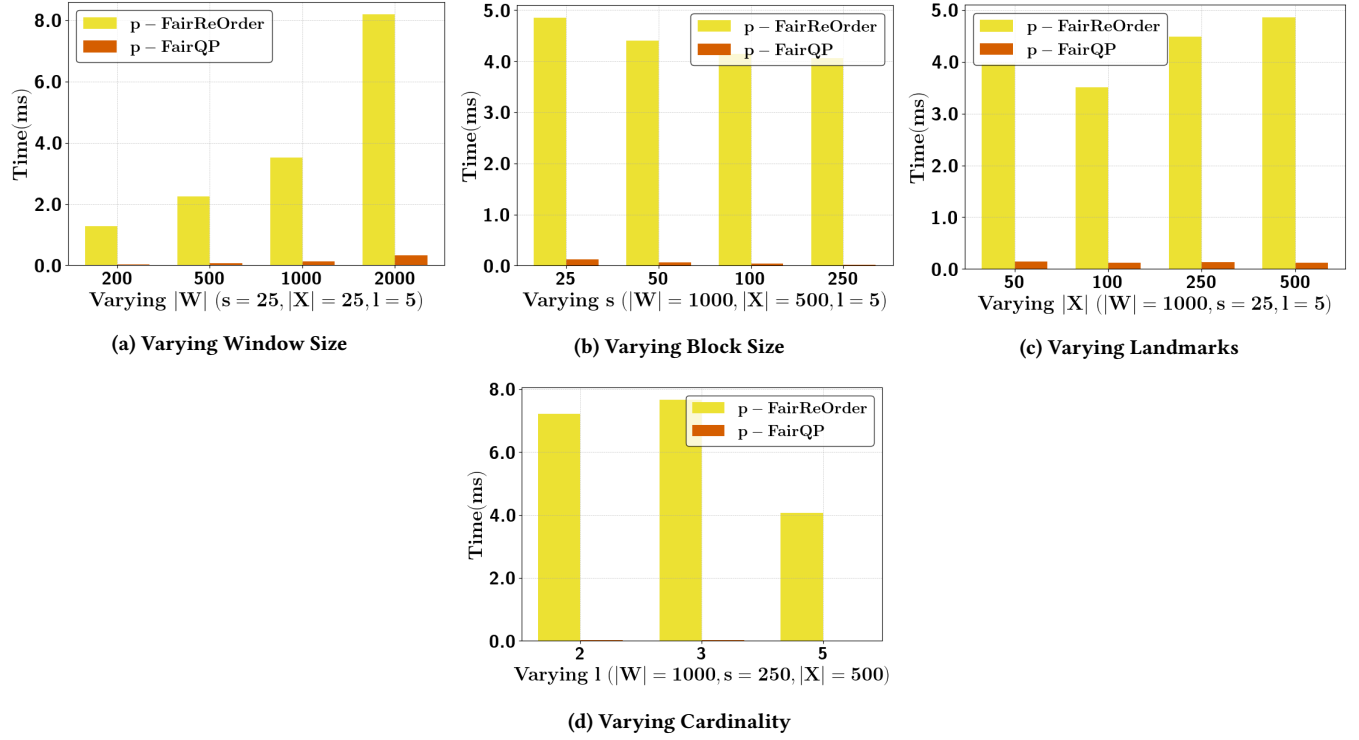 8.0
6.0
4.0
2.0
0.0
Time(ms)
p − FairReOrder
p − FairQP
200 500 1000 2000
Varying |W| (s = 25, |X| = 25, l = 5)
(a) Varying Window Size
5.0
4.0
3.0
2.0
1.0
0.0
Time(ms)
p − FairReOrder
p − FairQP
25 50 100 250
Varying s (|W| = 1000, |X| = 500, l = 5)
(b) Varying Block Size
5.0
4.0
3.0
2.0
1.0
0.0
Time(ms)
p − FairReOrder
p − FairQP
50 100 250 500
Varying |X| (|W| = 1000, s = 25, l = 5)
(c) Varying Landmarks
8.0
6.0
4.0
2.0
0.0
Time(ms)
p − FairReOrder
p − FairQP
2 3 5
Varying l (|W| = 1000, s = 250, |X| = 500)
(d) Varying Cardinality